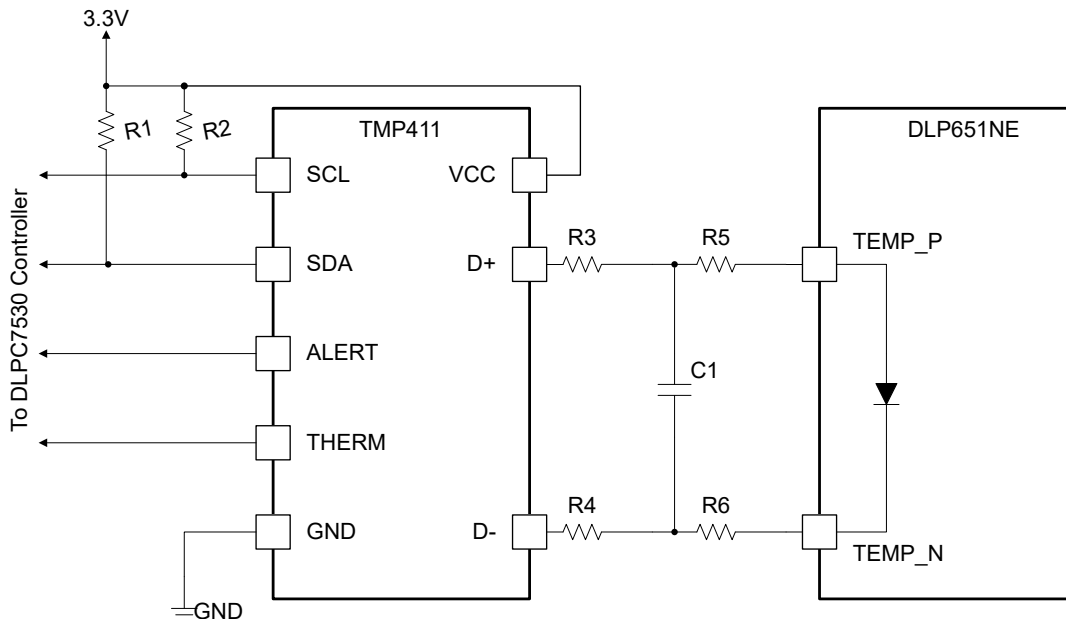 3.3V
R1
R2
TMP411
DLP651NE
SCL
VCC
SDA
D+
R3
R5
TEMP_P
To DLPC7530 Controller
ALERT
C1
THERM
GND
D-
R4
R6
TEMP_N
GND